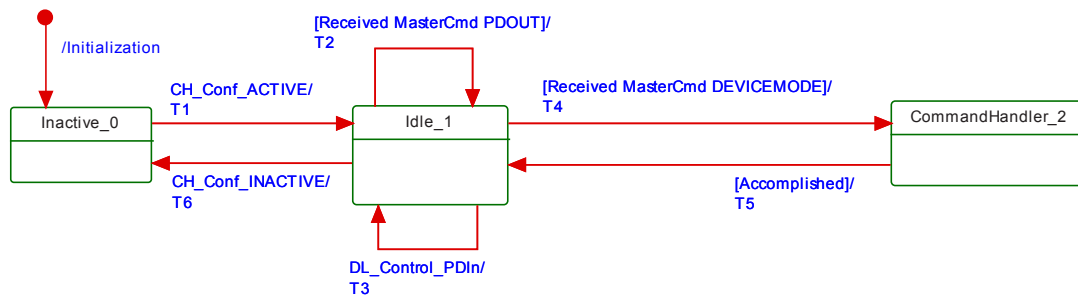 [Received MasterCmd PDOUT]/
T2
/Initialization
CH_Conf_ACTIVE/
T1
[Received MasterCmd DEVICEMODE]/
T4
Inactive_0
Idle_1
CommandHandler_2
CH_Conf_INACTIVE/
T6
[Accomplished]/
T5
DL_Control_PDIn/
T3